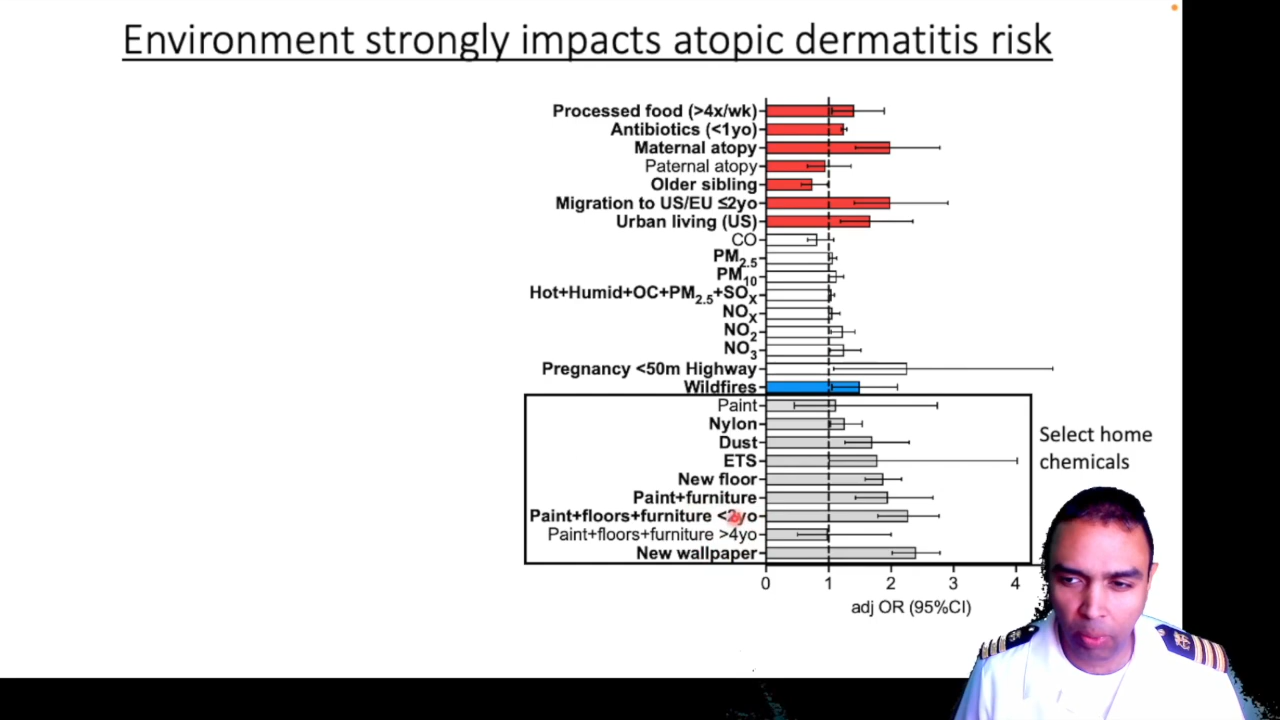 Environment strongly impacts atopic dermatitis risk
Processed food (>4x/wk)
Antibiotics (<1yo)
Maternal atopy
Paternal atopy
Older sibling
Migration to US/EU ≤2yo
Urban living (US)
CO
PM2.5
PM10
Hot+Humid+OC+PM2.5+SOX
NOX
NO2
NO3
Pregnancy <50m Highway
Wildfires
Paint
Nylon
Dust
ETS
New floor
Paint+furniture
Paint+floors+furniture <2yo
Paint+floors+furniture >4yo
New wallpaper
Select home
chemicals
0 1 2 3 4
adj OR (95%CI)